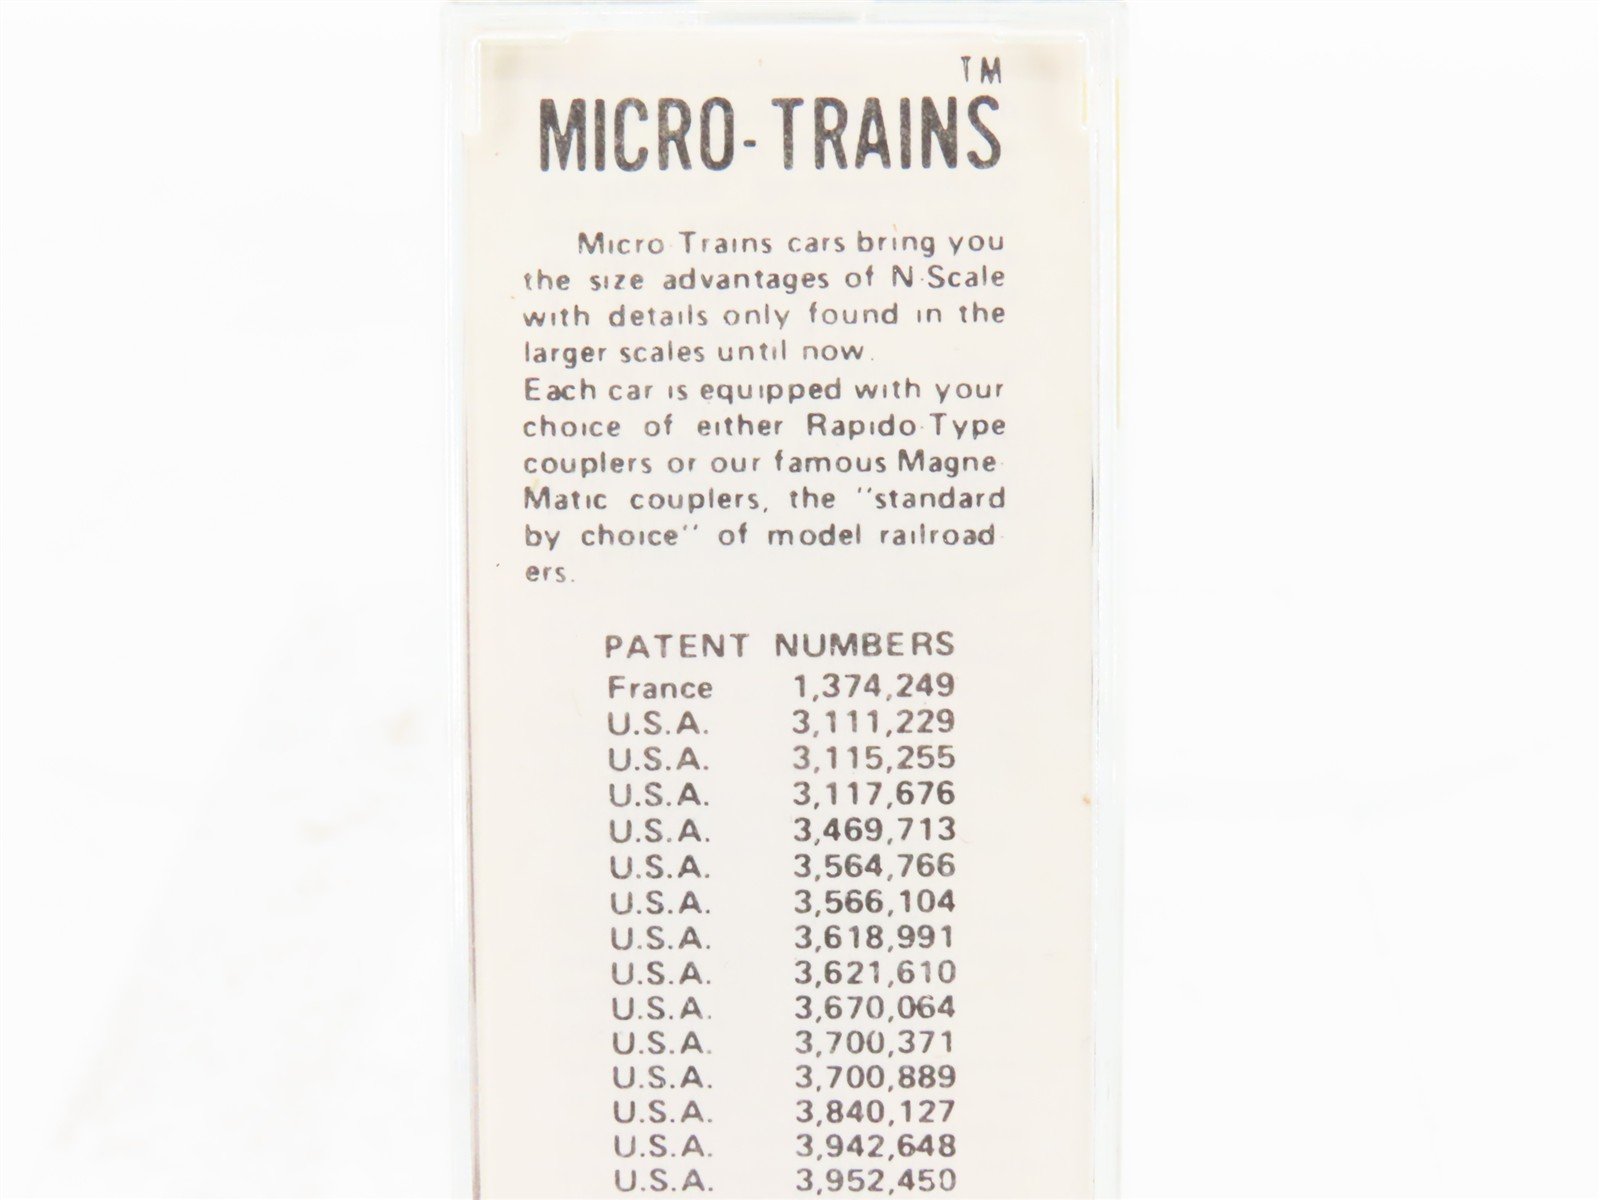 TM
MICRO-TRAINS
Micro-Trains cars bring you
the size advantages of N-Scale
with details only found in the
larger scales until now.
Each car is equipped with your
choice of either Rapido-Type
couplers or our famous Magne-
Matic couplers, the "standard
by choice" of model railroad-
ers.
PATENT NUMBERS
France 1,374,249
U.S.A. 3,111,229
U.S.A. 3,115,255
U.S.A. 3,117,676
U.S.A. 3,469,713
U.S.A. 3,564,766
U.S.A. 3,566,104
U.S.A. 3,618,991
U.S.A. 3,621,610
U.S.A. 3,670,064
U.S.A. 3,700,371
U.S.A. 3,700,889
U.S.A. 3,840,127
U.S.A. 3,942,648
U.S.A. 3,952,450